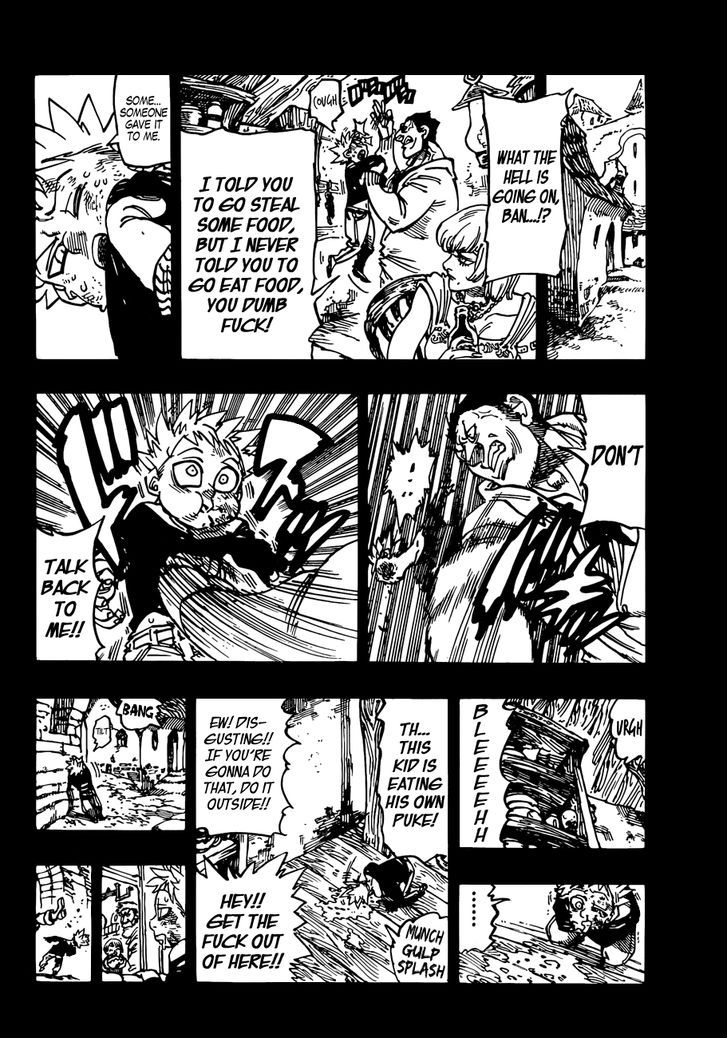 WHAT THE
HELL IS
GOING ON,
BAN...!?
COUGH
I TOLD YOU
TO GO STEAL
SOME FOOD,
BUT I NEVER
TOLD YOU TO
GO EAT FOOD,
YOU DUMB
FUCK!
SOME...
SOMEONE
GAVE IT
TO ME.
DON'T
...!
TALK
BACK
TO
ME!!
URGH
BLEEEEEHH
......
TH...
THIS
KID IS
EATING
HIS OWN
PUKE!
MUNCH
GULP
SPLASH
EW! DIS-
GUSTING!!
IF YOU'RE
GONNA DO
THAT, DO IT
OUTSIDE!!
HEY!!
GET THE
FUCK OUT
OF HERE!!
BANG
TILT